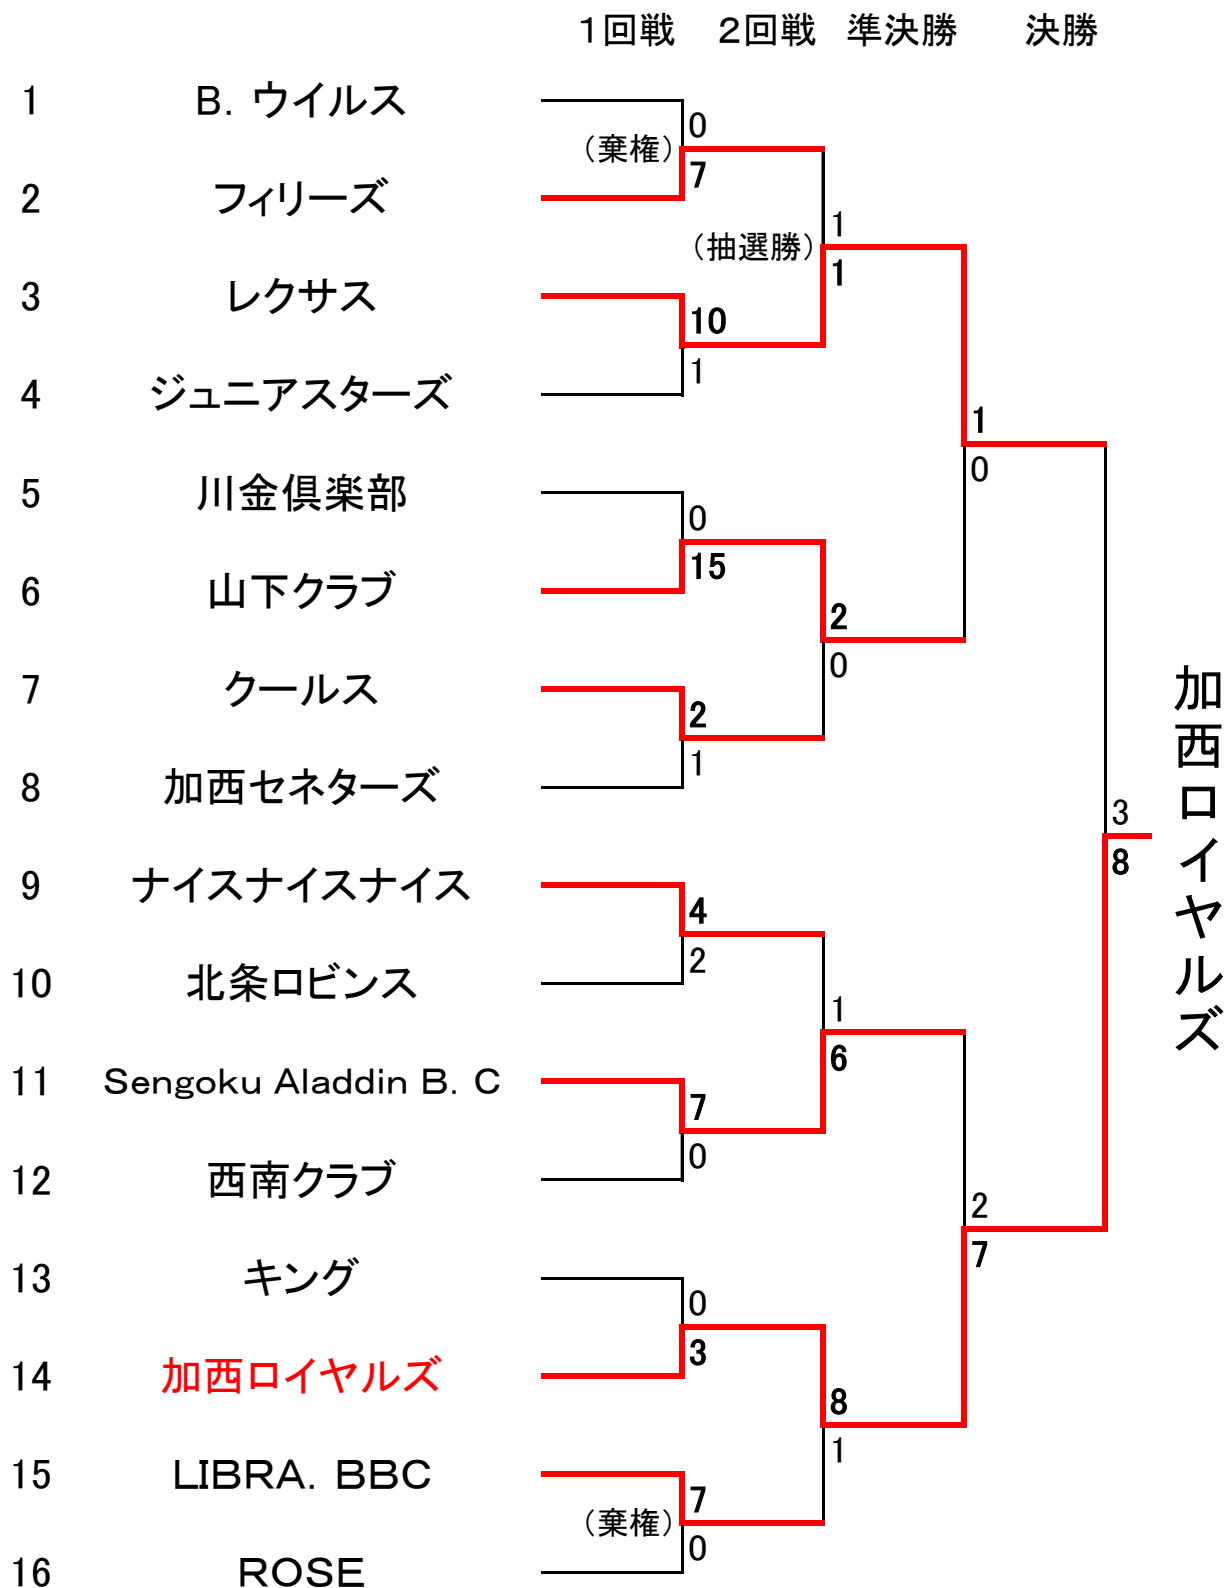 １回戦　２回戦　準決勝　決勝
1 B. ウイルス
0
（棄権）
7
2 フィリーズ
1
（抽選勝）
1
3 レクサス
10
1
4 ジュニアスターズ
1
0
5 川金倶楽部
0
15
6 山下クラブ
2
0
7 クールス
2
1
8 加西セネターズ
3
8
加西ロイヤルズ
9 ナイスナイスナイス
4
2
10 北条ロビンス
1
6
11 Sengoku Aladdin B. C
7
0
12 西南クラブ
2
7
13 キング
0
3
14 加西ロイヤルズ
8
1
15 LIBRA. BBC
7
（棄権）
0
16 ROSE